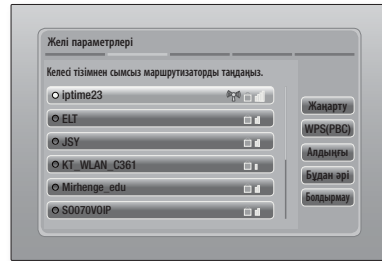 Желі параметрлері
Келесі тізімнен сымсыз маршрутизаторды таңдаңыз.
iptime23
ELT
JSY
KT_WLAN_C361
Mirhenge_edu
SO070VOIP
Жаңарту
WPS(PBC)
Алдыңғы
Бұдан әрі
Болдырмау